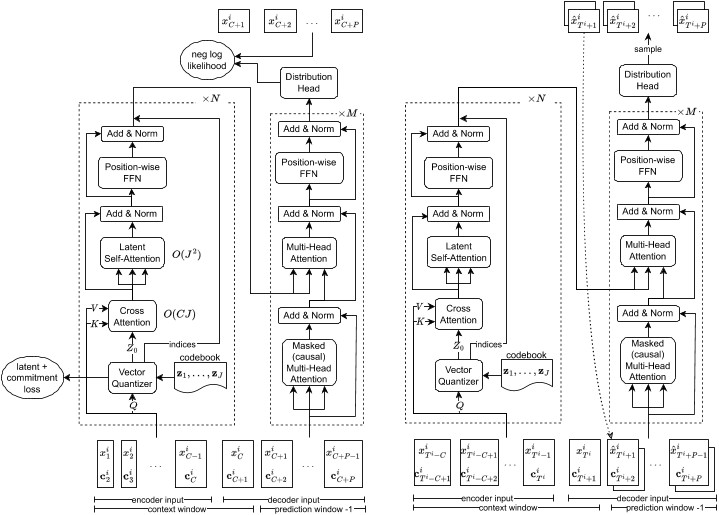 x^i_{C+1} x^i_{C+2} ... x^i_{C+P}
neg log
likelihood
Distribution
Head
×N
×M
Add & Norm
Position-wise
FFN
Add & Norm
Latent
Self-Attention
O(J^2)
V
K
Cross
Attention
O(CJ)
Z_0
indices
codebook
latent +
commitment
loss
Vector
Quantizer
z_1, ..., z_J
Q
Add & Norm
Position-wise
FFN
Add & Norm
Multi-Head
Attention
Add & Norm
Masked
(causal)
Multi-Head
Attention
x^i_1 x^i_2 ... x^i_{C-1} x^i_C x^i_{C+1} ... x^i_{C+P-1}
c^i_2 c^i_3 c^i_C c^i_{C+1} c^i_{C+2} c^i_{C+P}
encoder input decoder input
context window prediction window -1
x̂^i_{T^i+1} x̂^i_{T^i+2} ... x̂^i_{T^i+P}
sample
Distribution
Head
×N
×M
Add & Norm
Position-wise
FFN
Add & Norm
Latent
Self-Attention
V
K
Cross
Attention
Z_0
indices
codebook
Vector
Quantizer
z_1, ..., z_J
Q
Add & Norm
Position-wise
FFN
Add & Norm
Multi-Head
Attention
Add & Norm
Masked
(causal)
Multi-Head
Attention
x^i_{T^i-C} x^i_{T^i-C+1} ... x^i_{T^i-1} x^i_{T^i} x̂^i_{T^i+1} ... x̂^i_{T^i+P-1}
c^i_{T^i-C+1} c^i_{T^i-C+2} c^i_{T^i} c^i_{T^i+1} c^i_{T^i+2} c^i_{T^i+P}
encoder input decoder input
context window prediction window -1